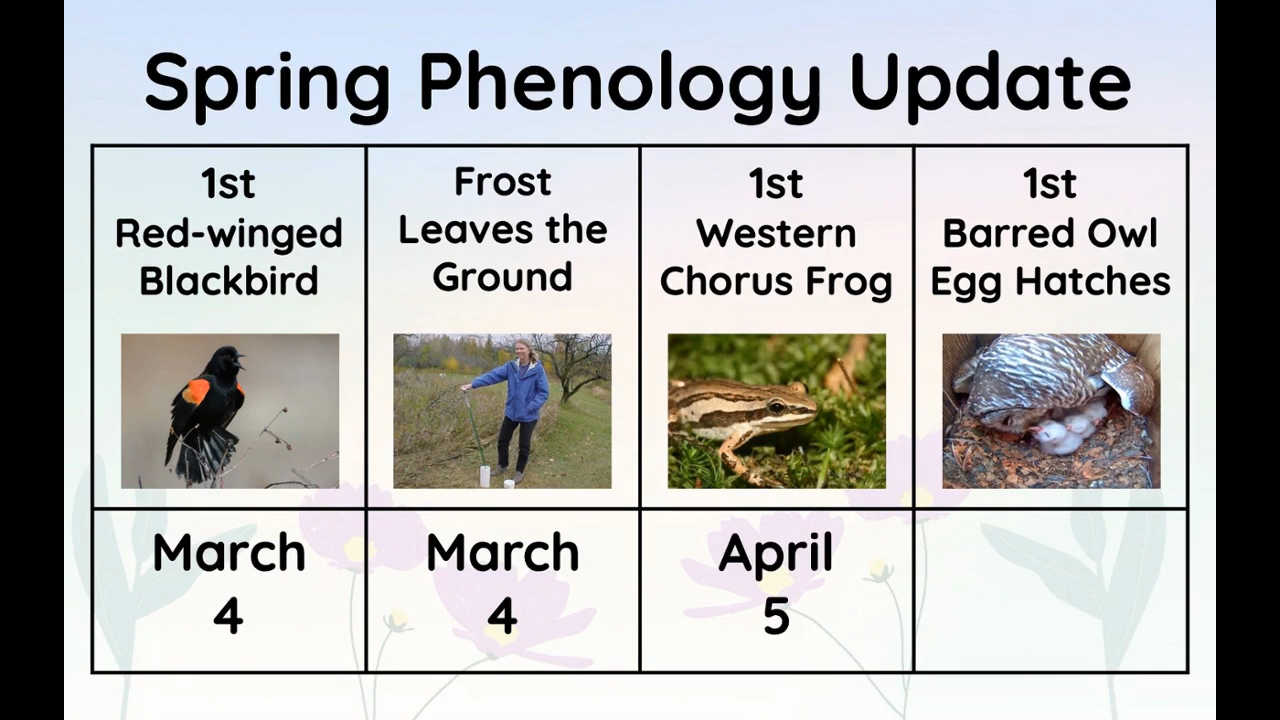 Spring Phenology Update
1st
Red-winged
Blackbird
Frost
Leaves the
Ground
1st
Western
Chorus Frog
1st
Barred Owl
Egg Hatches
March
4
March
4
April
5